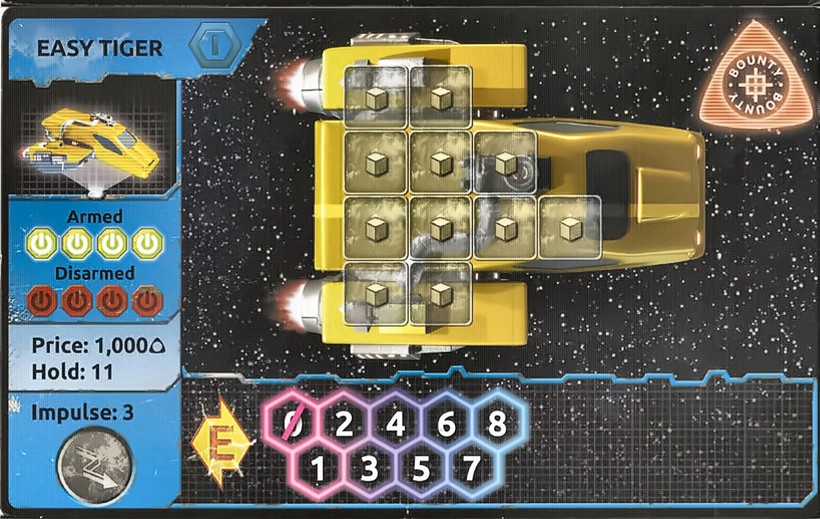 EASY TIGER
I
BOUNTY · BOUNTY ·
Armed
Disarmed
Price: 1,000△
Hold: 11
Impulse: 3
E
0 2 4 6 8
1 3 5 7